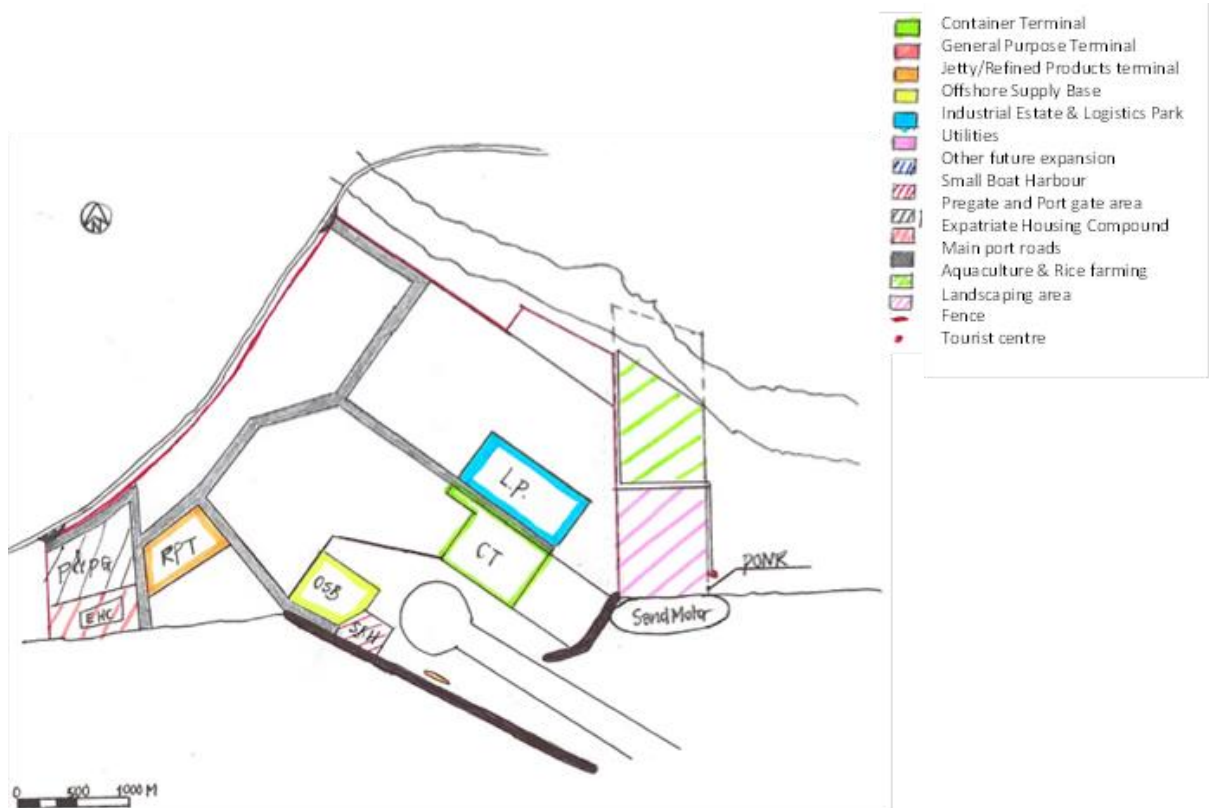 Container Terminal
General Purpose Terminal
Jetty/Refined Products terminal
Offshore Supply Base
Industrial Estate & Logistics Park
Utilities
Other future expansion
Small Boat Harbour
Pregate and Port gate area
Expatriate Housing Compound
Main port roads
Aquaculture & Rice farming
Landscaping area
Fence
Tourist centre
N
L.P.
CT
RPT
P&PG
EHC
OSB
SBH
PONR
Sand Motor
0 500 1000 M